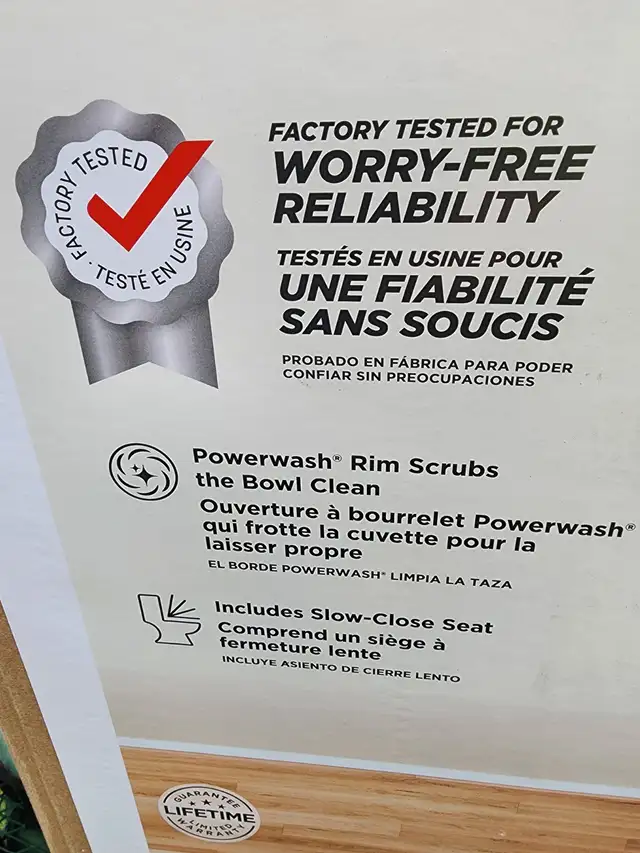 FACTORY TESTED · TESTÉ EN USINE ·
FACTORY TESTED FOR
WORRY-FREE
RELIABILITY
TESTÉS EN USINE POUR
UNE FIABILITÉ
SANS SOUCIS
PROBADO EN FÁBRICA PARA PODER
CONFIAR SIN PREOCUPACIONES
Powerwash® Rim Scrubs
the Bowl Clean
Ouverture à bourrelet Powerwash®
qui frotte la cuvette pour la
laisser propre
EL BORDE POWERWASH® LIMPIA LA TAZA
Includes Slow-Close Seat
Comprend un siège à
fermeture lente
INCLUYE ASIENTO DE CIERRE LENTO
GUARANTEE
LIFETIME
LIMITED
WARRANTY